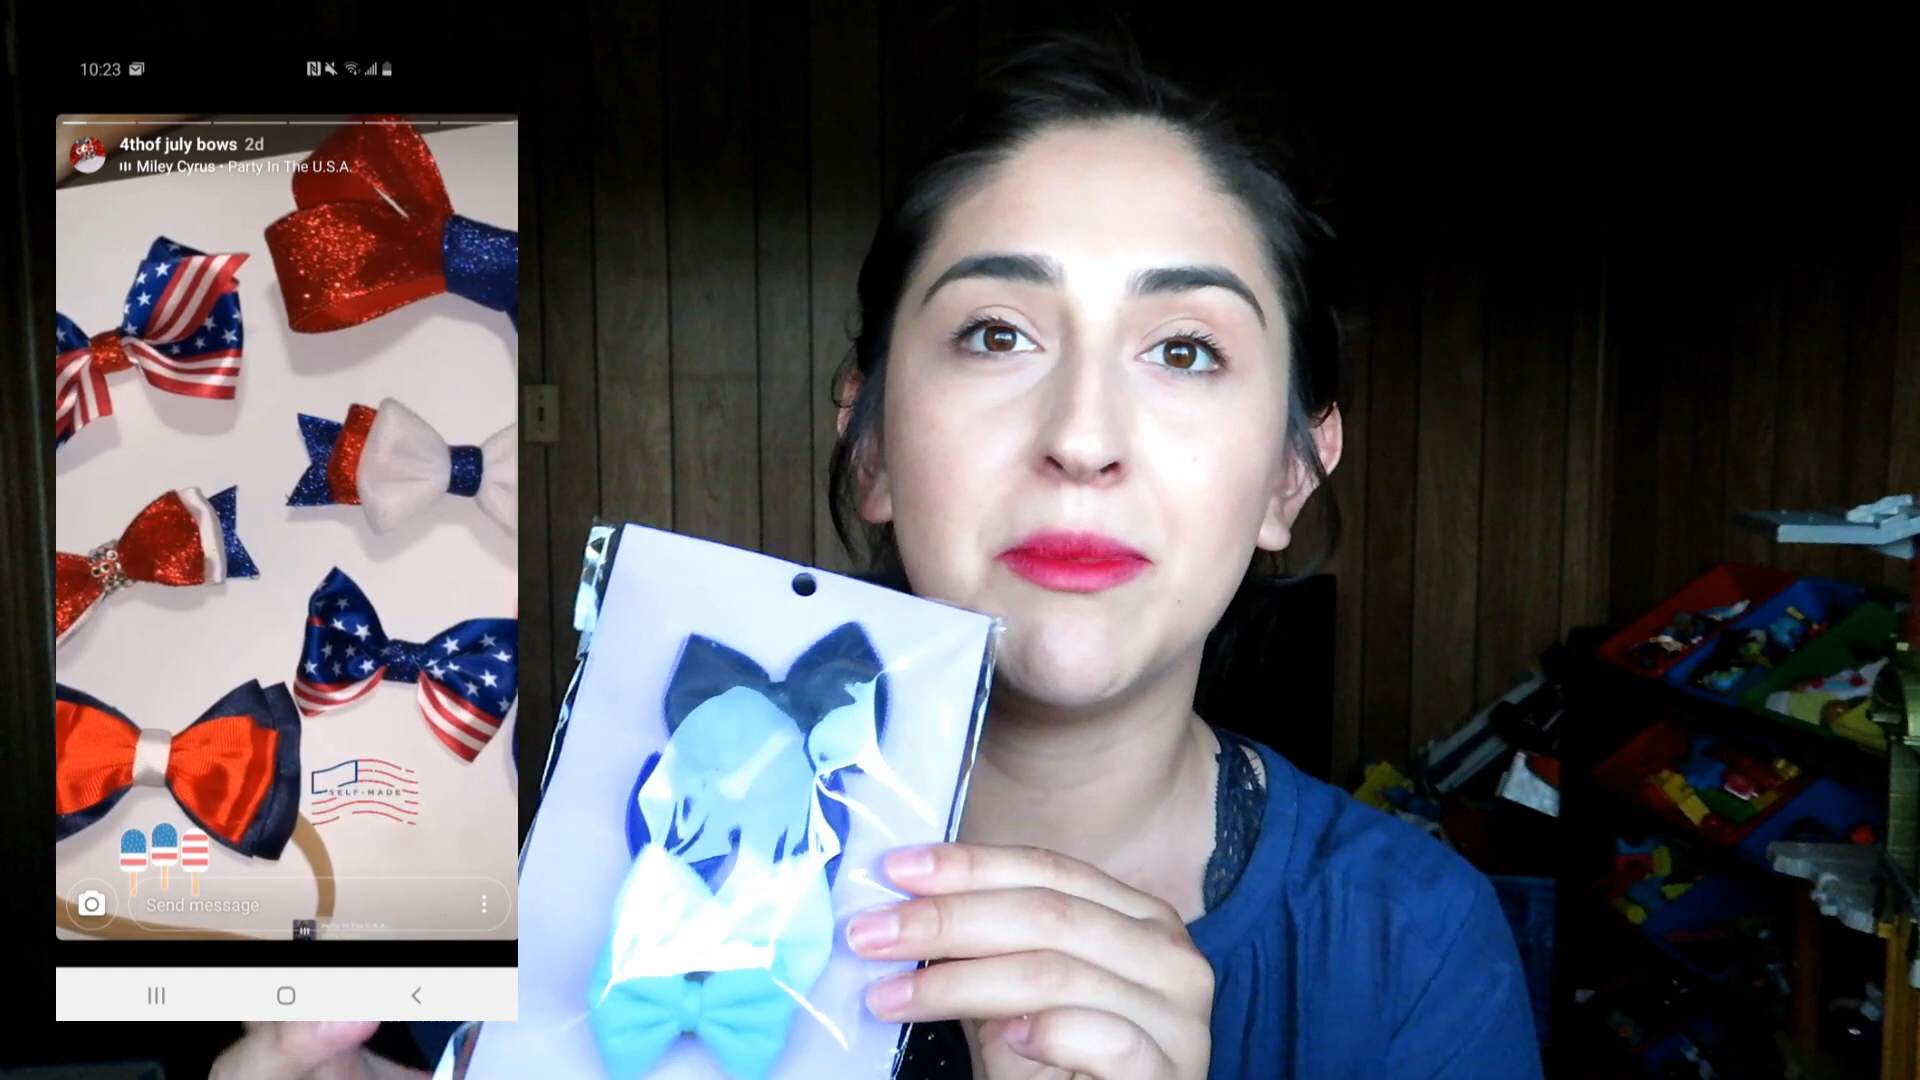 10:23
4thof july bows 2d
Miley Cyrus • Party In The U.S.A.
SELF-MADE
Send message